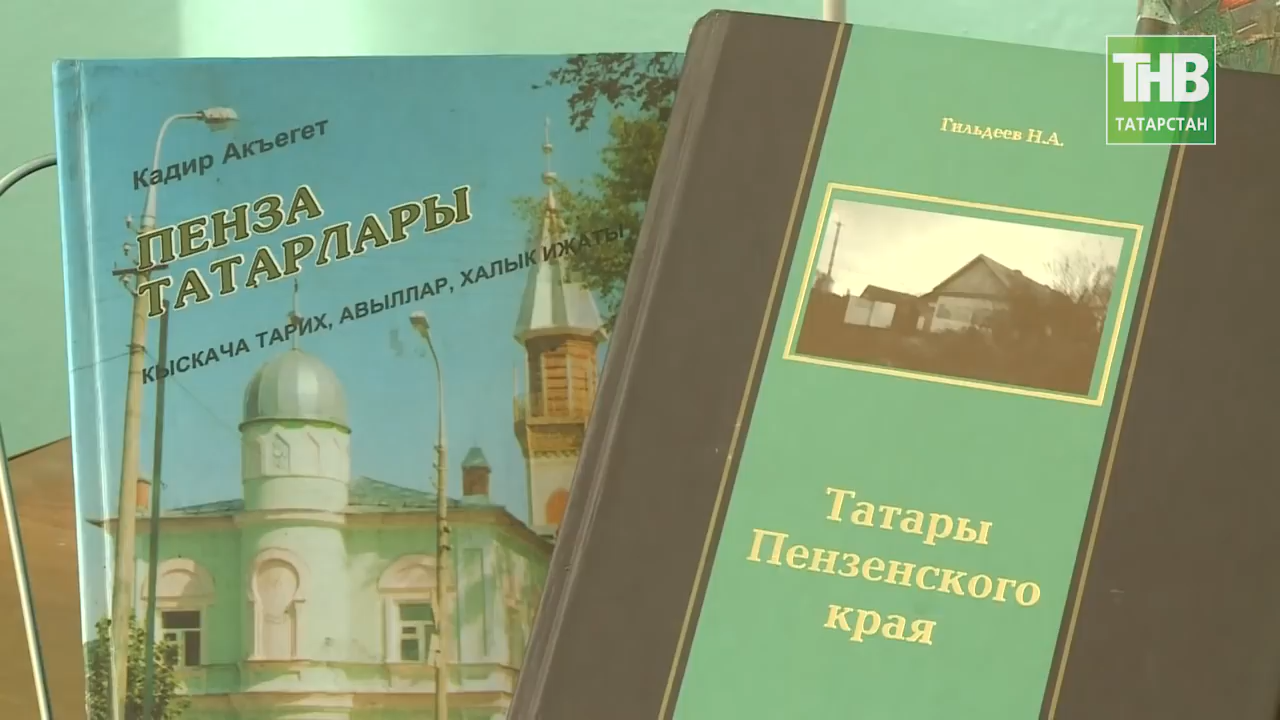 Кадир Акъегет
ПЕНЗА
ТАТАРЛАРЫ
КЫСКАЧА ТАРИХ, АВЫЛЛАР, ХАЛЫК ИҖАТЫ
Гильдеев Н.А.
Татары
Пензенского
края
ТНВ
ТАТАРСТАН